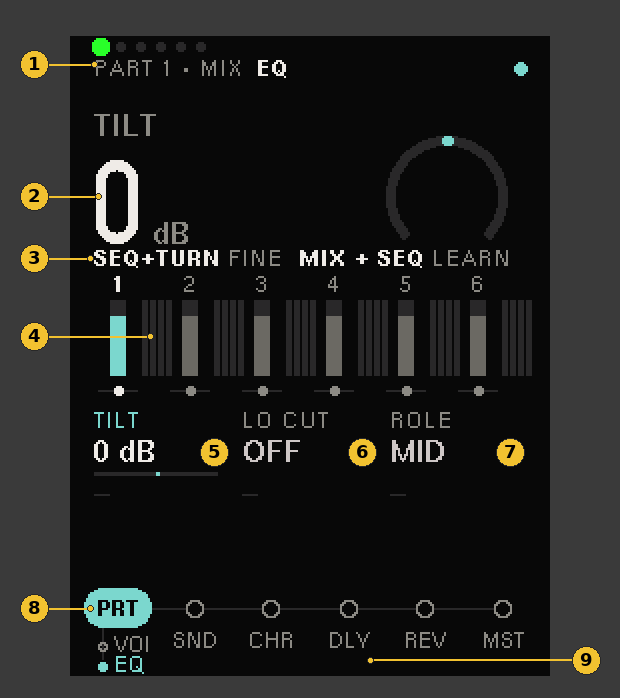 1 PART 1 · MIX EQ
TILT
2 0 dB
3 SEQ+TURN FINE MIX + SEQ LEARN
1 2 3 4 5 6
4
TILT LO CUT ROLE
0 dB 5 OFF 6 MID 7
8 PRT
SND CHR DLY REV MST
VOI
EQ 9